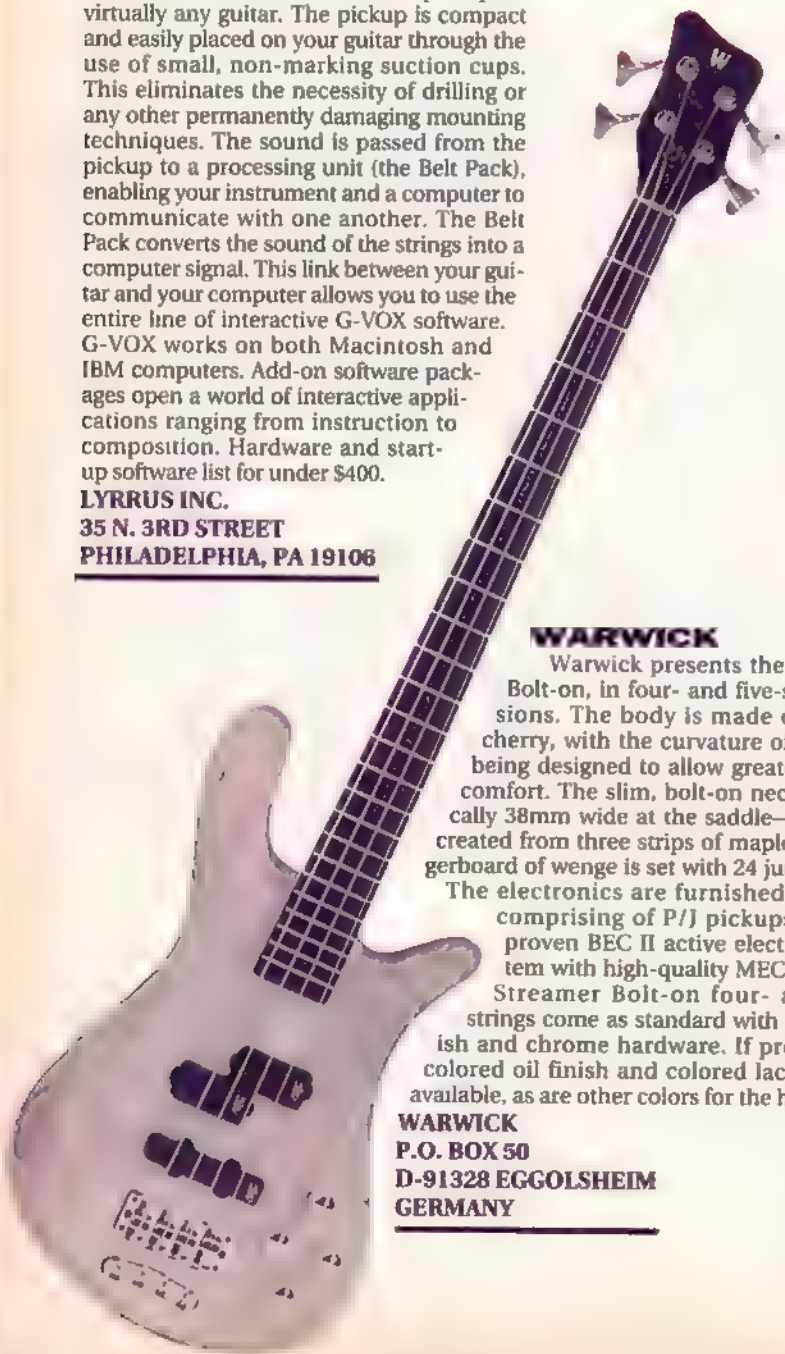 virtually any guitar. The pickup is compact
and easily placed on your guitar through the
use of small, non-marking suction cups.
This eliminates the necessity of drilling or
any other permanently damaging mounting
techniques. The sound is passed from the
pickup to a processing unit (the Belt Pack),
enabling your instrument and a computer to
communicate with one another. The Belt
Pack converts the sound of the strings into a
computer signal. This link between your gui-
tar and your computer allows you to use the
entire line of interactive G-VOX software.
G-VOX works on both Macintosh and
IBM computers. Add-on software pack-
ages open a world of interactive appli-
cations ranging from instruction to
composition. Hardware and start-
up software list for under $400.
LYRRUS INC.
35 N. 3RD STREET
PHILADELPHIA, PA 19106
W
WARWICK
Warwick presents the
Bolt-on, in four- and five-s
sions. The body is made o
cherry, with the curvature o
being designed to allow great
comfort. The slim, bolt-on nec
cally 38mm wide at the saddle—
created from three strips of maple
gerboard of wenge is set with 24 ju
The electronics are furnished
comprising of P/J pickups
proven BEC II active elect
tem with high-quality MEC
Streamer Bolt-on four- a
strings come as standard with
ish and chrome hardware. If pre
colored oil finish and colored lac
available, as are other colors for the h
WARWICK
P.O. BOX 50
D-91328 EGGOLSHEIM
GERMANY